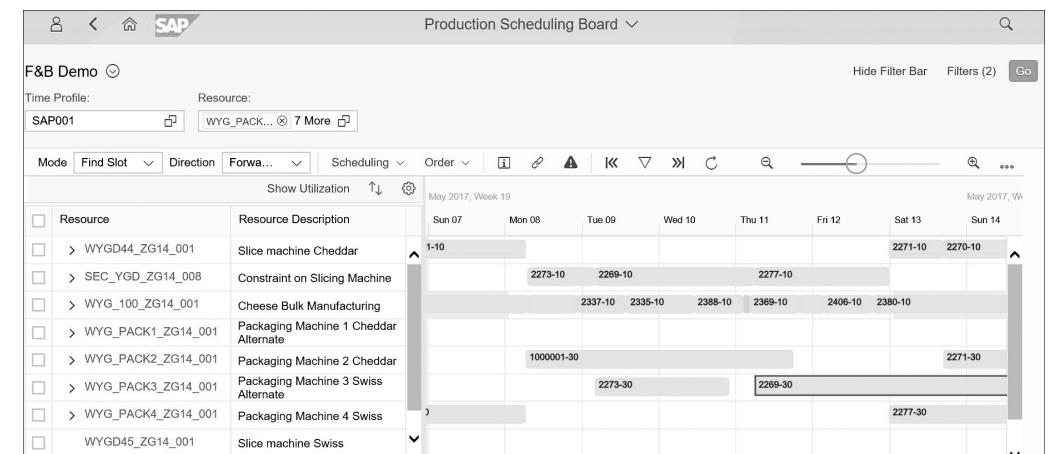 SAP Production Scheduling Board
F&B Demo Hide Filter Bar Filters (2) Go
Time Profile: Resource:
SAP001 WYG_PACK... 7 More
Mode Find Slot Direction Forwa... Scheduling Order
Show Utilization May 2017, Week 19 May 2017, W
Resource Resource Description Sun 07 Mon 08 Tue 09 Wed 10 Thu 11 Fri 12 Sat 13 Sun 14
WYGD44_ZG14_001 Slice machine Cheddar 1-10 2271-10 2270-10
SEC_YGD_ZG14_008 Constraint on Slicing Machine 2273-10 2269-10 2277-10
WYG_100_ZG14_001 Cheese Bulk Manufacturing 2337-10 2335-10 2388-10 2369-10 2406-10 2380-10
WYG_PACK1_ZG14_001 Packaging Machine 1 Cheddar
Alternate
WYG_PACK2_ZG14_001 Packaging Machine 2 Cheddar 1000001-30 2271-30
WYG_PACK3_ZG14_001 Packaging Machine 3 Swiss
Alternate 2273-30 2269-30
WYG_PACK4_ZG14_001 Packaging Machine 4 Swiss 2277-30
WYGD45_ZG14_001 Slice machine Swiss